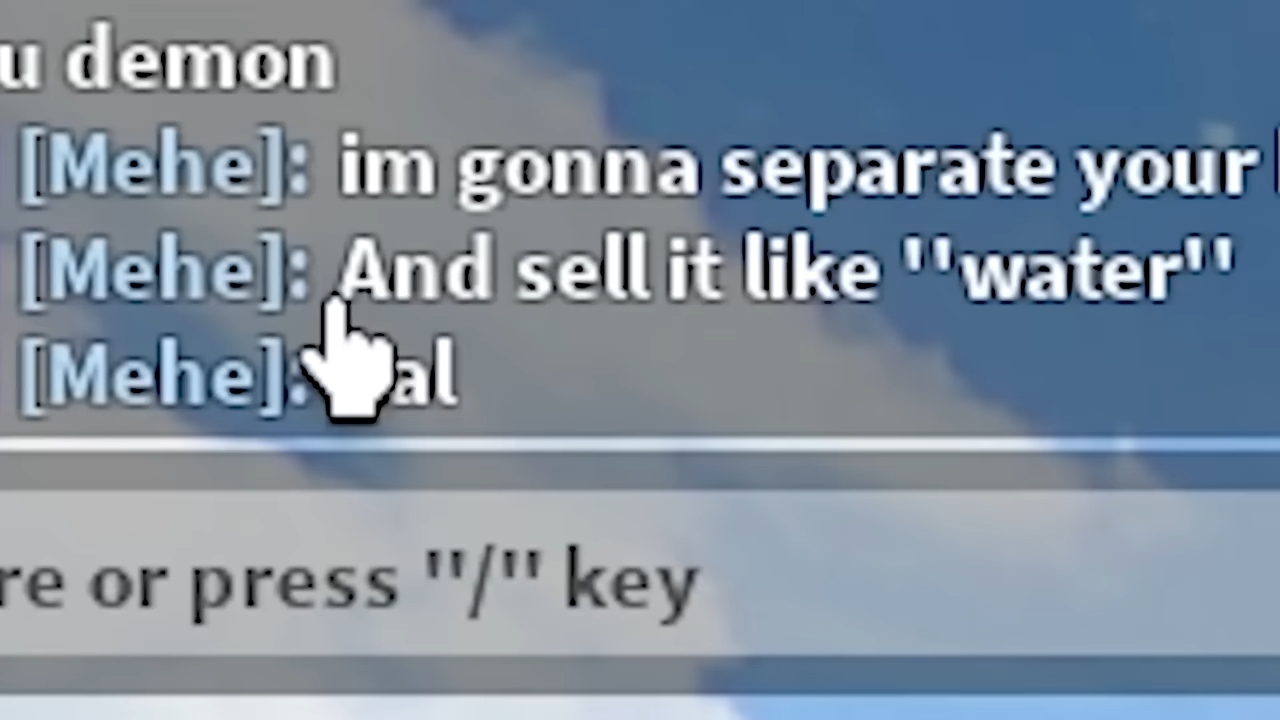 u demon
[Mehe]: im gonna separate your
[Mehe]: And sell it like ''water''
[Mehe]: al
re or press "/" key